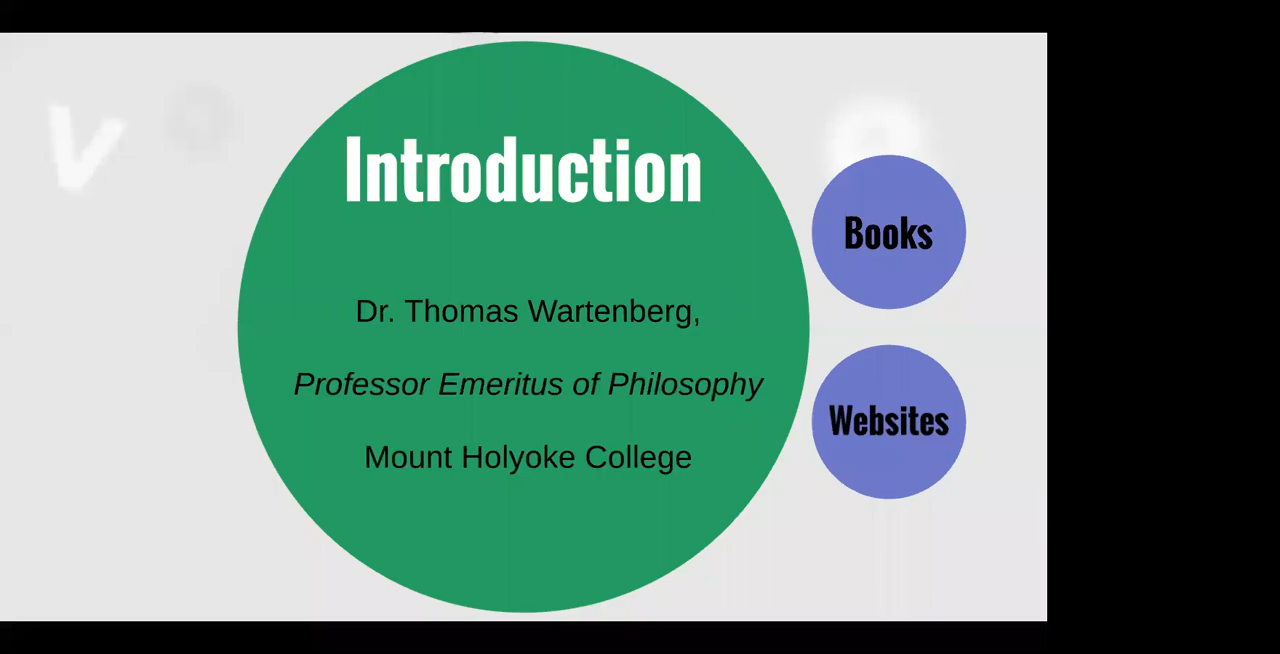 Introduction
Dr. Thomas Wartenberg,
Professor Emeritus of Philosophy
Mount Holyoke College
Books
Websites